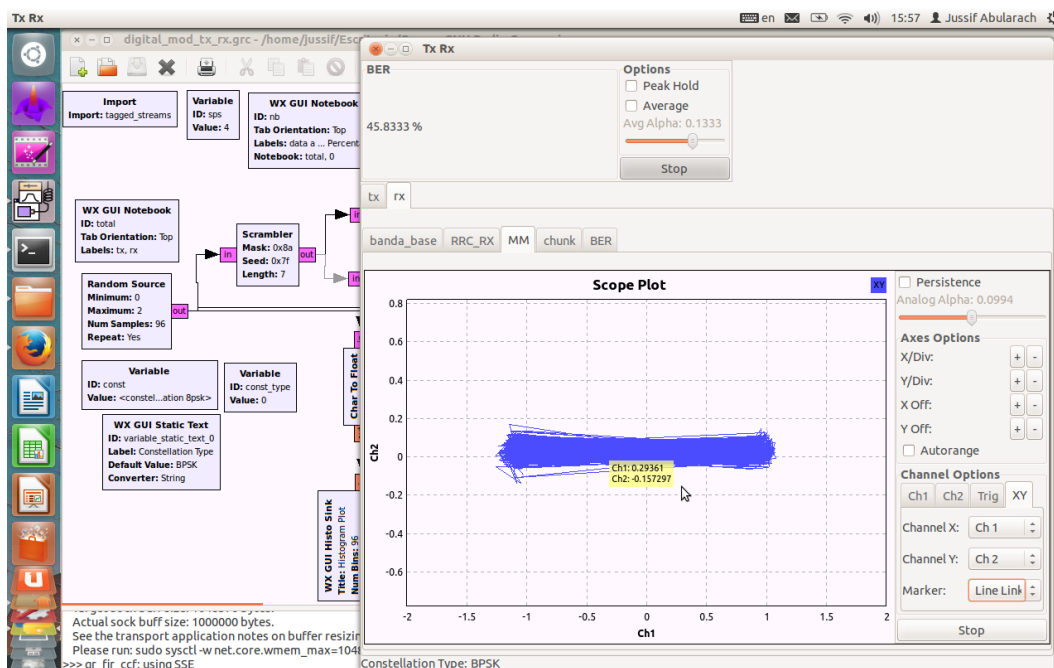 Tx Rx
en
15:57
Jussif Abularach
digital_mod_tx_rx.grc - /home/jussif/Esc
Import
Import: tagged_streams
Variable
ID: sps
Value: 4
WX GUI Notebook
ID: nb
Tab Orientation: Top
Labels: data a ... Percent
Notebook: total, 0
WX GUI Notebook
ID: total
Tab Orientation: Top
Labels: tx, rx
in
Scrambler
Mask: 0x8a
Seed: 0x7f
Length: 7
out
in
in
Random Source
Minimum: 0
Maximum: 2
Num Samples: 96
Repeat: Yes
out
Variable
ID: const
Value: <constel...ation 8psk>
Variable
ID: const_type
Value: 0
Char To Float
WX GUI Static Text
ID: variable_static_text_0
Label: Constellation Type
Default Value: BPSK
Converter: String
WX GUI Histo Sink
Title: Histogram Plot
Num Bins: 96
Actual sock buff size: 1000000 bytes.
See the transport application notes on buffer resizin
Please run: sudo sysctl -w net.core.wmem_max=1048
>>> gr_fir_ccf: using SSE
Tx Rx
BER
45.8333 %
Options
Peak Hold
Average
Avg Alpha: 0.1333
Stop
tx
rx
banda_base
RRC_RX
MM
chunk
BER
Scope Plot
XY
0.8
0.6
0.4
0.2
0
-0.2
-0.4
-0.6
Ch2
Ch1: 0.29361
Ch2: -0.157297
-2
-1.5
-1
-0.5
0
0.5
1
1.5
2
Ch1
Persistence
Analog Alpha: 0.0994
Axes Options
X/Div:
+
-
Y/Div:
+
-
X Off:
+
-
Y Off:
+
-
Autorange
Channel Options
Ch1
Ch2
Trig
XY
Channel X:
Ch 1
Channel Y:
Ch 2
Marker:
Line Link
Stop
Constellation Type: BPSK